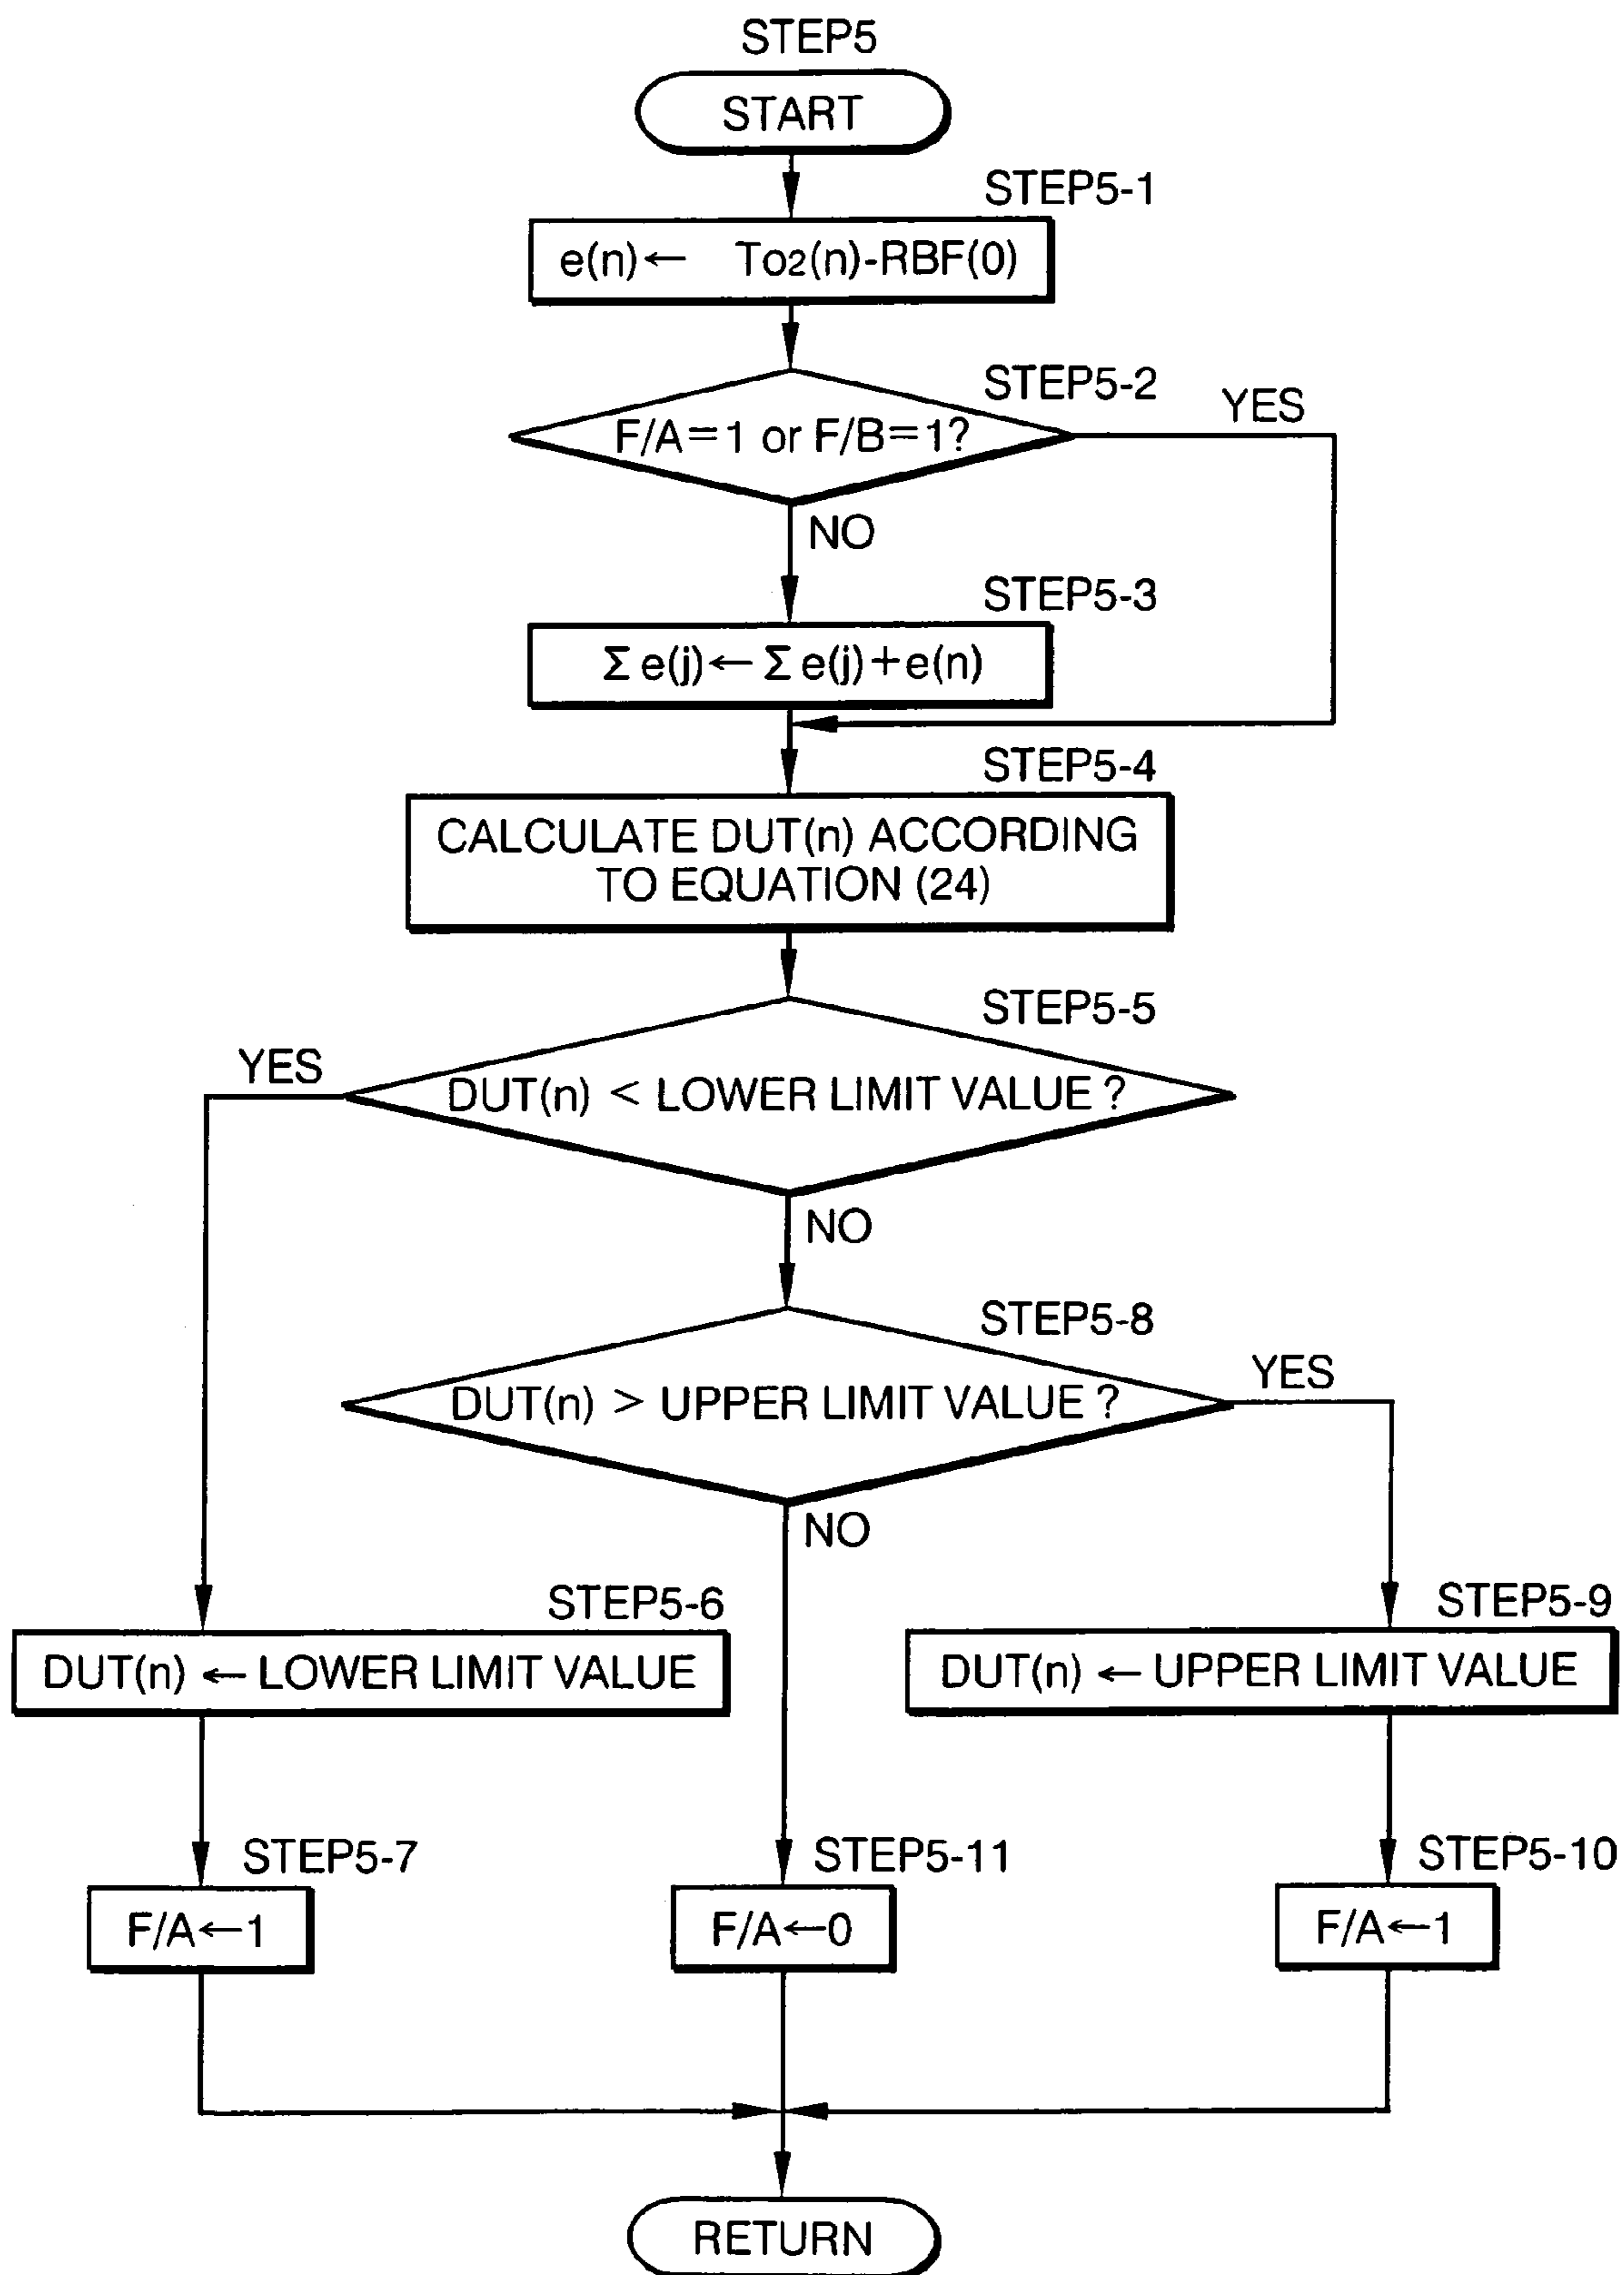 STEP5
START
STEP5-1
e(n)← To2(n)-RBF(0)
STEP5-2
YES
F/A=1 or F/B=1?
NO
STEP5-3
Σ e(j)←Σ e(j)+e(n)
STEP5-4
CALCULATE DUT(n) ACCORDING
TO EQUATION (24)
STEP5-5
YES
DUT(n) < LOWER LIMIT VALUE ?
NO
STEP5-8
YES
DUT(n) > UPPER LIMIT VALUE ?
NO
STEP5-6
STEP5-9
DUT(n) ← LOWER LIMIT VALUE
DUT(n) ← UPPER LIMIT VALUE
STEP5-7
STEP5-11
STEP5-10
F/A←1
F/A←0
F/A←1
RETURN